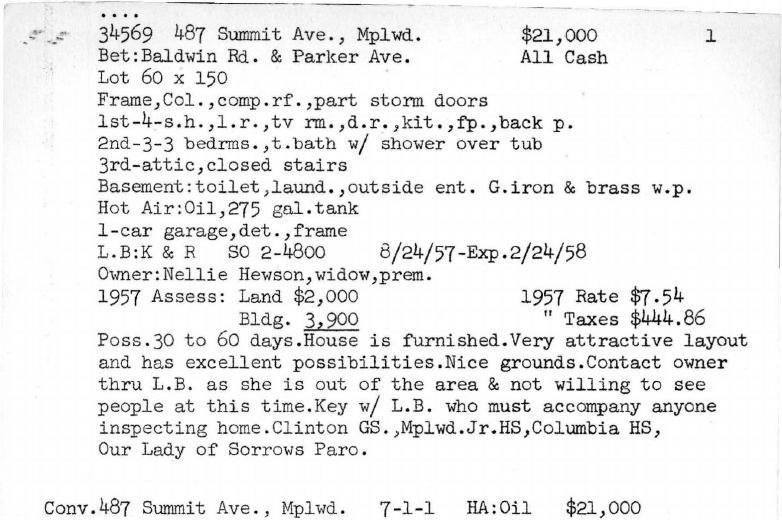 ....
34569 487 Summit Ave., Mplwd. $21,000 1
Bet:Baldwin Rd. & Parker Ave. All Cash
Lot 60 x 150
Frame,Col.,comp.rf.,part storm doors
1st-4-s.h.,l.r.,tv rm.,d.r.,kit.,fp.,back p.
2nd-3-3 bedrms.,t.bath w/ shower over tub
3rd-attic,closed stairs
Basement:toilet,laund.,outside ent. G.iron & brass w.p.
Hot Air:Oil,275 gal.tank
1-car garage,det.,frame
L.B:K & R SO 2-4800 8/24/57-Exp.2/24/58
Owner:Nellie Hewson,widow,prem.
1957 Assess: Land $2,000 1957 Rate $7.54
Bldg. 3,900 " Taxes $444.86
Poss.30 to 60 days.House is furnished.Very attractive layout
and has excellent possibilities.Nice grounds.Contact owner
thru L.B. as she is out of the area & not willing to see
people at this time.Key w/ L.B. who must accompany anyone
inspecting home.Clinton GS.,Mplwd.Jr.HS,Columbia HS,
Our Lady of Sorrows Paro.
Conv.487 Summit Ave., Mplwd. 7-1-1 HA:Oil $21,000